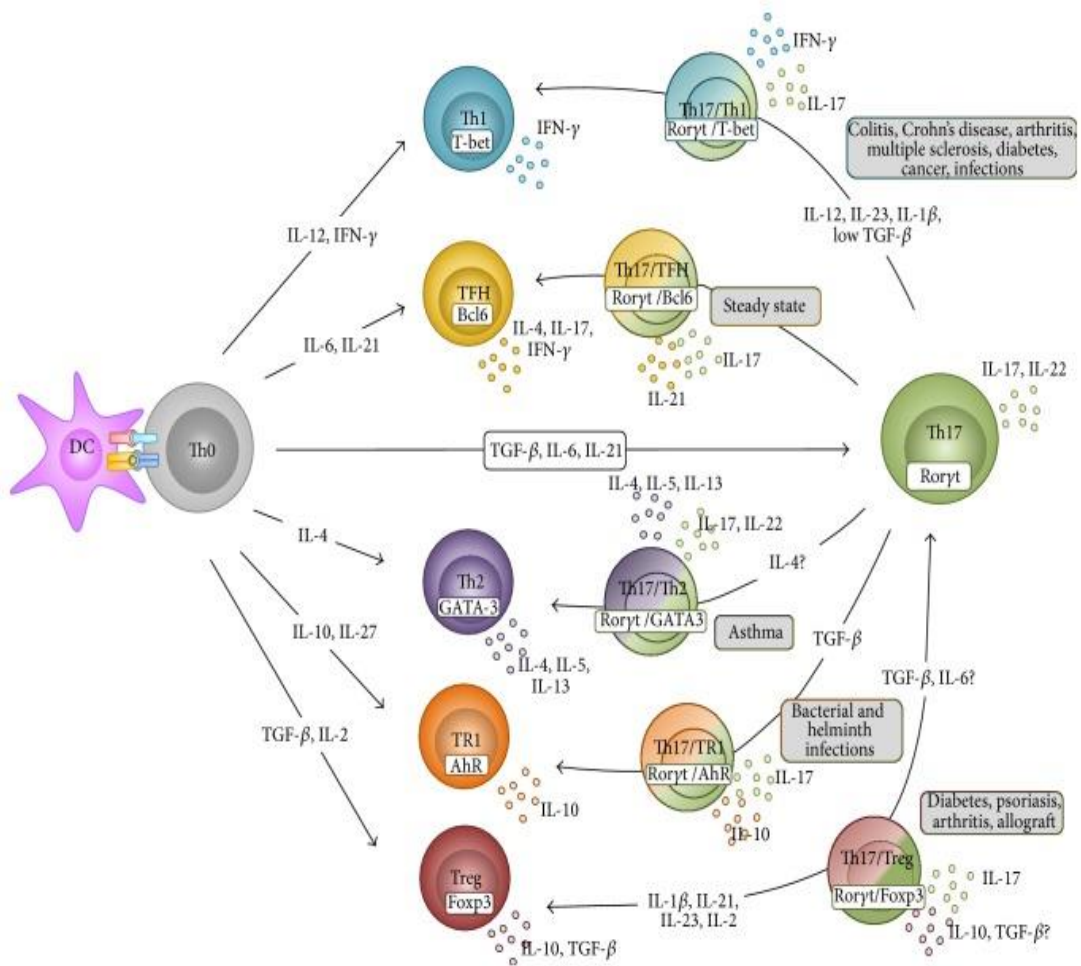 IFN-γ
IL-17
Th17/Th1
Rorγt /T-bet
Th1
T-bet
IFN-γ
Colitis, Crohn's disease, arthritis,
multiple sclerosis, diabetes,
cancer, infections
IL-12, IL-23, IL-1β,
low TGF-β
IL-12, IFN-γ
TFH
Bcl6
Th17/TFH
Rorγt /Bcl6
Steady state
IL-6, IL-21
IL-4, IL-17,
IFN-γ
IL-17
IL-21
IL-17, IL-22
DC
Th0
TGF-β, IL-6, IL-21
Th17
Rorγt
IL-4, IL-5, IL-13
IL-17, IL-22
IL-4
IL-4?
Th2
GATA-3
Th17/Th2
Rorγt /GATA3
Asthma
IL-10, IL-27
TGF-β
IL-4, IL-5,
IL-13
TGF-β, IL-6?
TGF-β, IL-2
TR1
AhR
Th17/TR1
Rorγt /AhR
Bacterial and
helminth
infections
IL-17
IL-10
IL-10
Diabetes, psoriasis,
arthritis, allograft
Treg
Foxp3
Th17/Treg
Rorγt/Foxp3
IL-17
IL-1β, IL-21,
IL-23, IL-2
IL-10, TGF-β
IL-10, TGF-β?